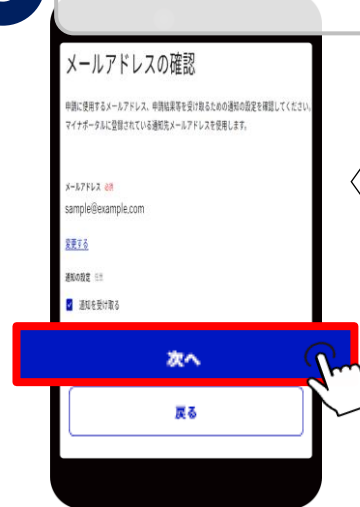 メールアドレスの確認
申請に使用するメールアドレス、申請結果等を受け取るための通知の設定を確認してください。
マイナポータルに登録されている通知先メールアドレスを使用します。
メールアドレス 必須
sample@example.com
変更する
通知の設定 任意
通知を受け取る
次へ
戻る